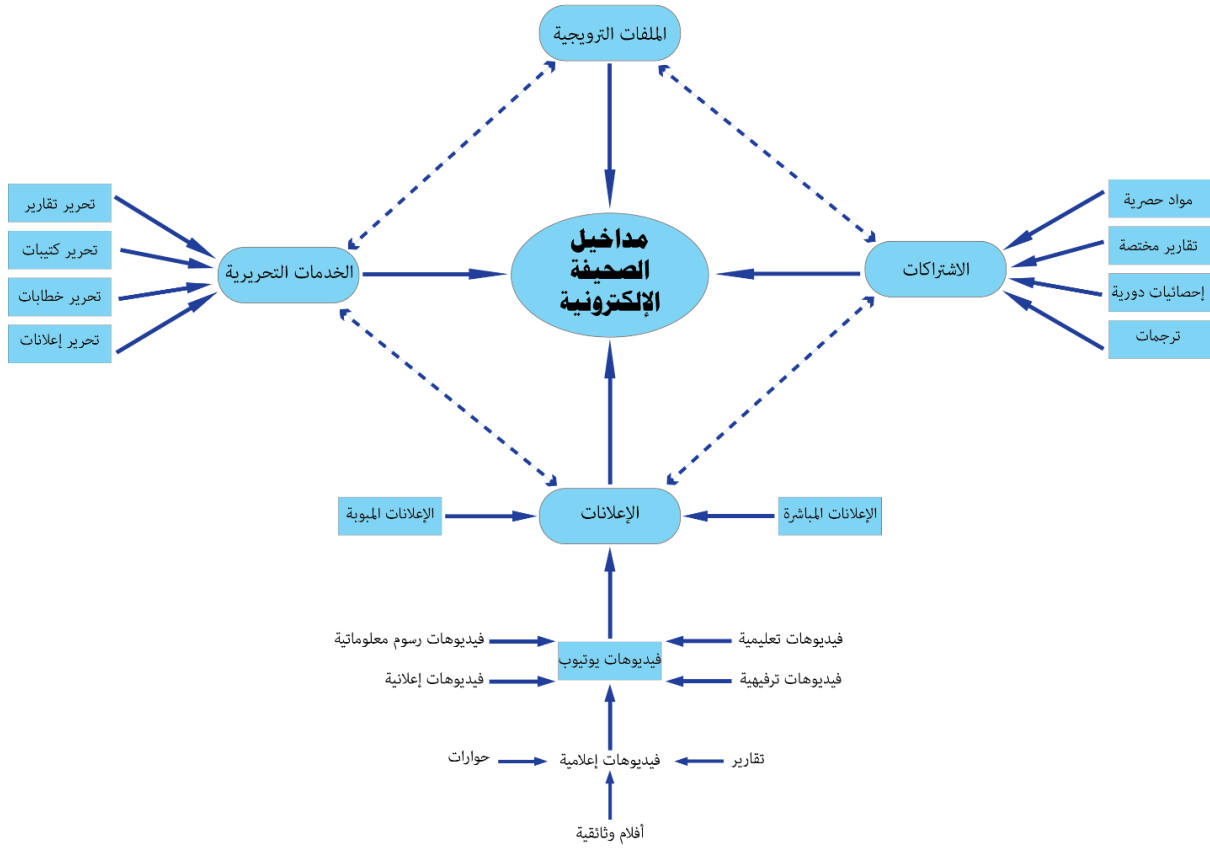 الملفات الترويجية
مواد حصرية
تقارير مختصة
إحصائيات دورية
ترجمات
الاشتراكات
مداخيل
الصحيفة
الإلكترونية
الخدمات التحريرية
تحرير تقارير
تحرير كتيبات
تحرير خطابات
تحرير إعلانات
الإعلانات المباشرة
الإعلانات
الإعلانات المبوبة
فيديوهات تعليمية
فيديوهات ترفيهية
فيديوهات يوتيوب
فيديوهات رسوم معلوماتية
فيديوهات إعلانية
تقارير
فيديوهات إعلامية
حوارات
أفلام وثائقية